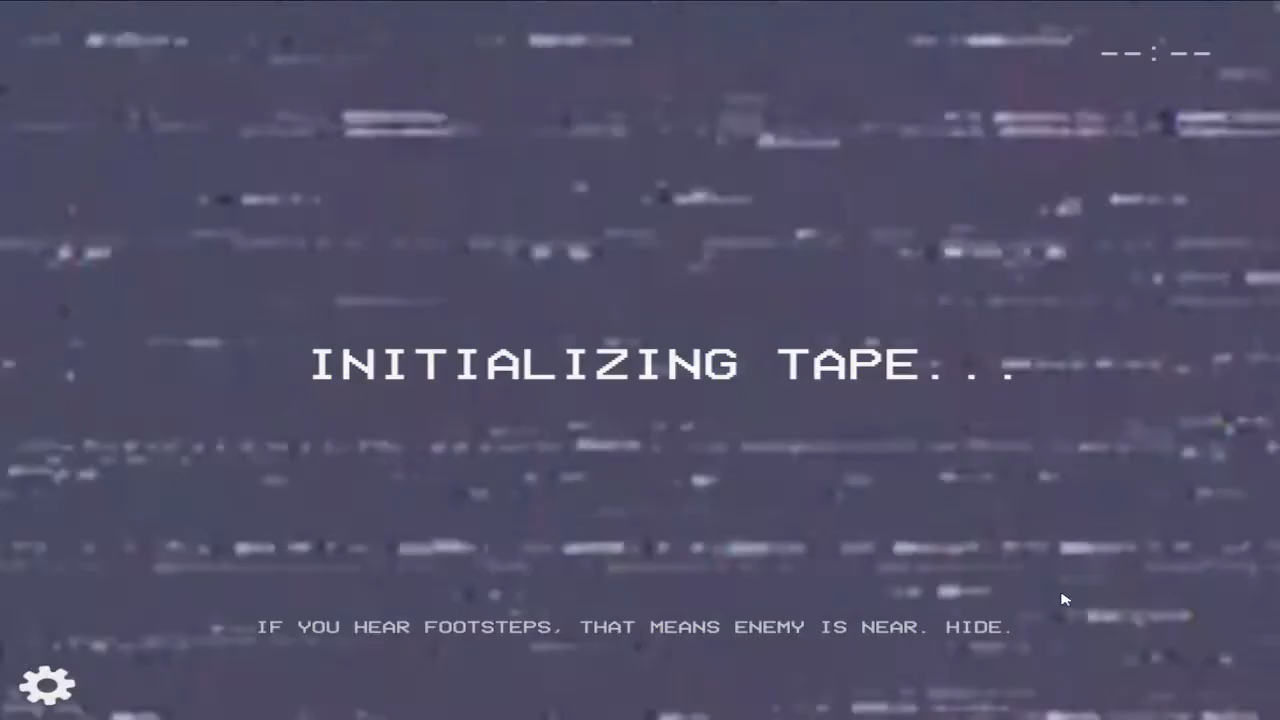 --:--
INITIALIZING TAPE...
IF YOU HEAR FOOTSTEPS, THAT MEANS ENEMY IS NEAR. HIDE.